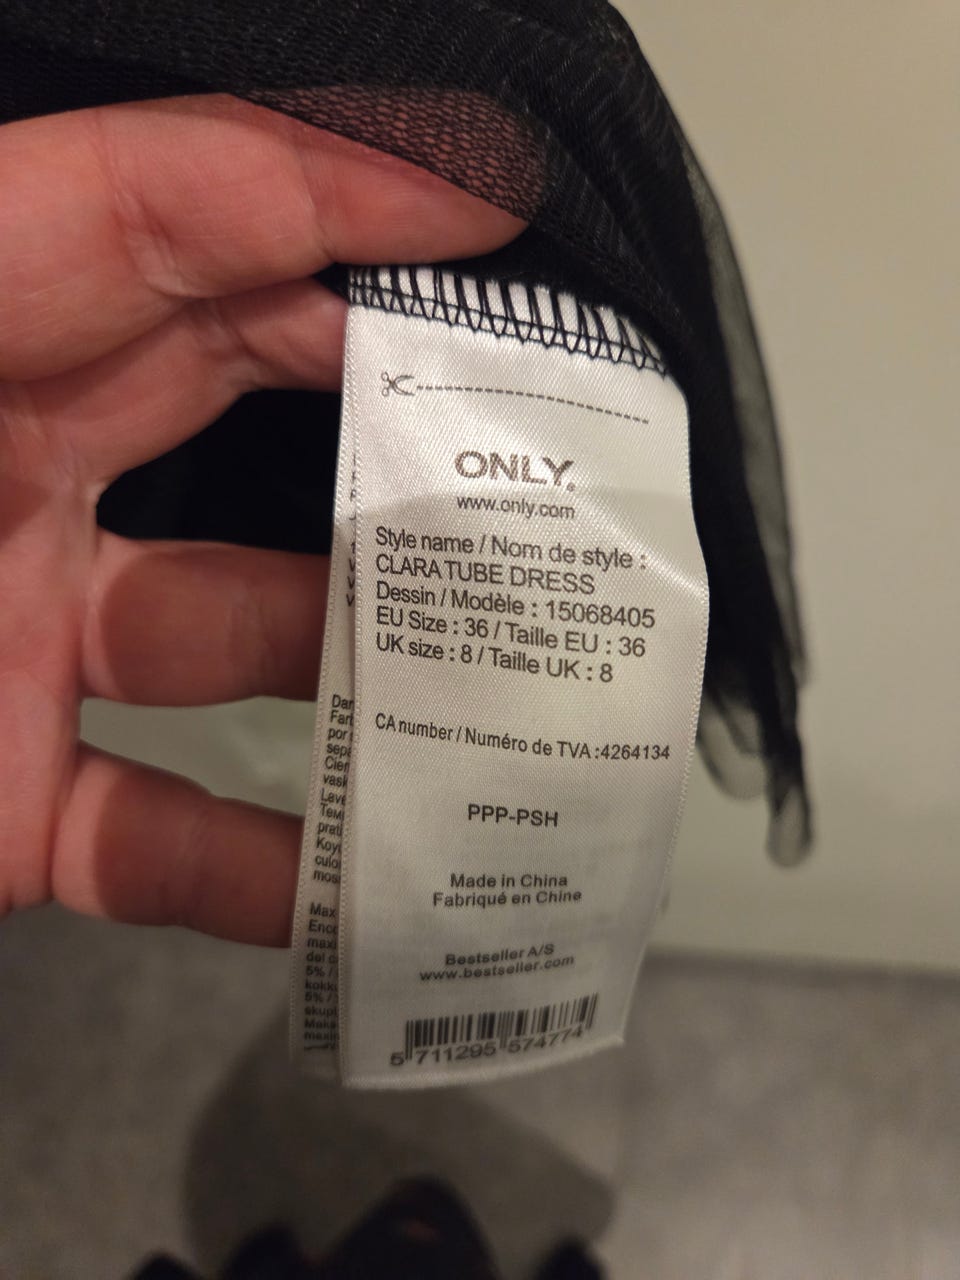 ONLY.
www.only.com
Style name / Nom de style :
CLARA TUBE DRESS
Dessin / Modèle : 15068405
EU Size : 36 / Taille EU : 36
UK size : 8 / Taille UK : 8
CA number / Numéro de TVA :4264134
PPP-PSH
Made in China
Fabriqué en Chine
Bestseller A/S
www.bestseller.com
5 711295 574774